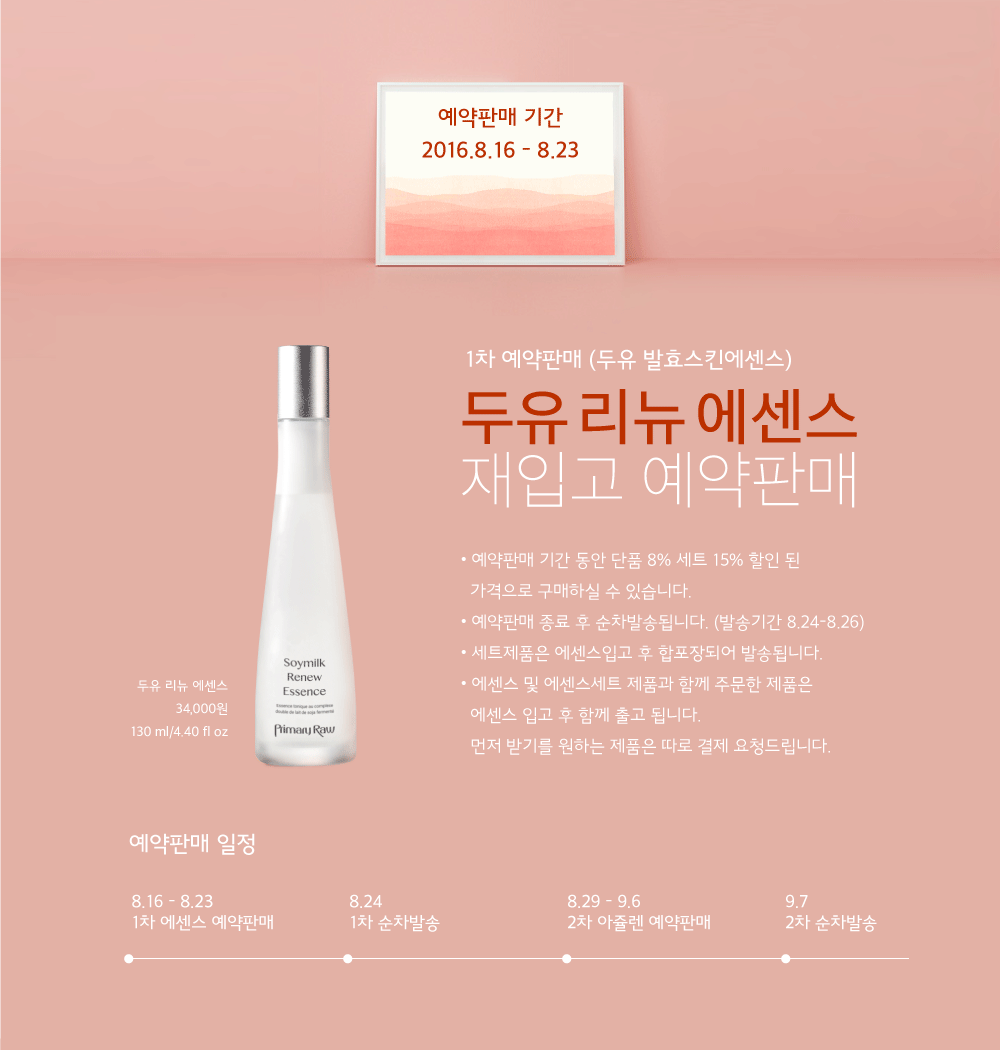 예약판매 기간
2016.8.16 - 8.23
1차 예약판매 (두유 발효스킨에센스)
두유 리뉴 에센스
재입고 예약판매
• 예약판매 기간 동안 단품 8% 세트 15% 할인 된
가격으로 구매하실 수 있습니다.
• 예약판매 종료 후 순차발송됩니다. (발송기간 8.24-8.26)
• 세트제품은 에센스입고 후 합포장되어 발송됩니다.
• 에센스 및 에센스세트 제품과 함께 주문한 제품은
에센스 입고 후 함께 출고 됩니다.
먼저 받기를 원하는 제품은 따로 결제 요청드립니다.
Soymilk
Renew
Essence
essence tonique au complexe
double de lait de soja fermenté
Primary Raw
두유 리뉴 에센스
34,000원
130 ml/4.40 fl oz
예약판매 일정
8.16 - 8.23
1차 에센스 예약판매
8.24
1차 순차발송
8.29 - 9.6
2차 아쥴렌 예약판매
9.7
2차 순차발송